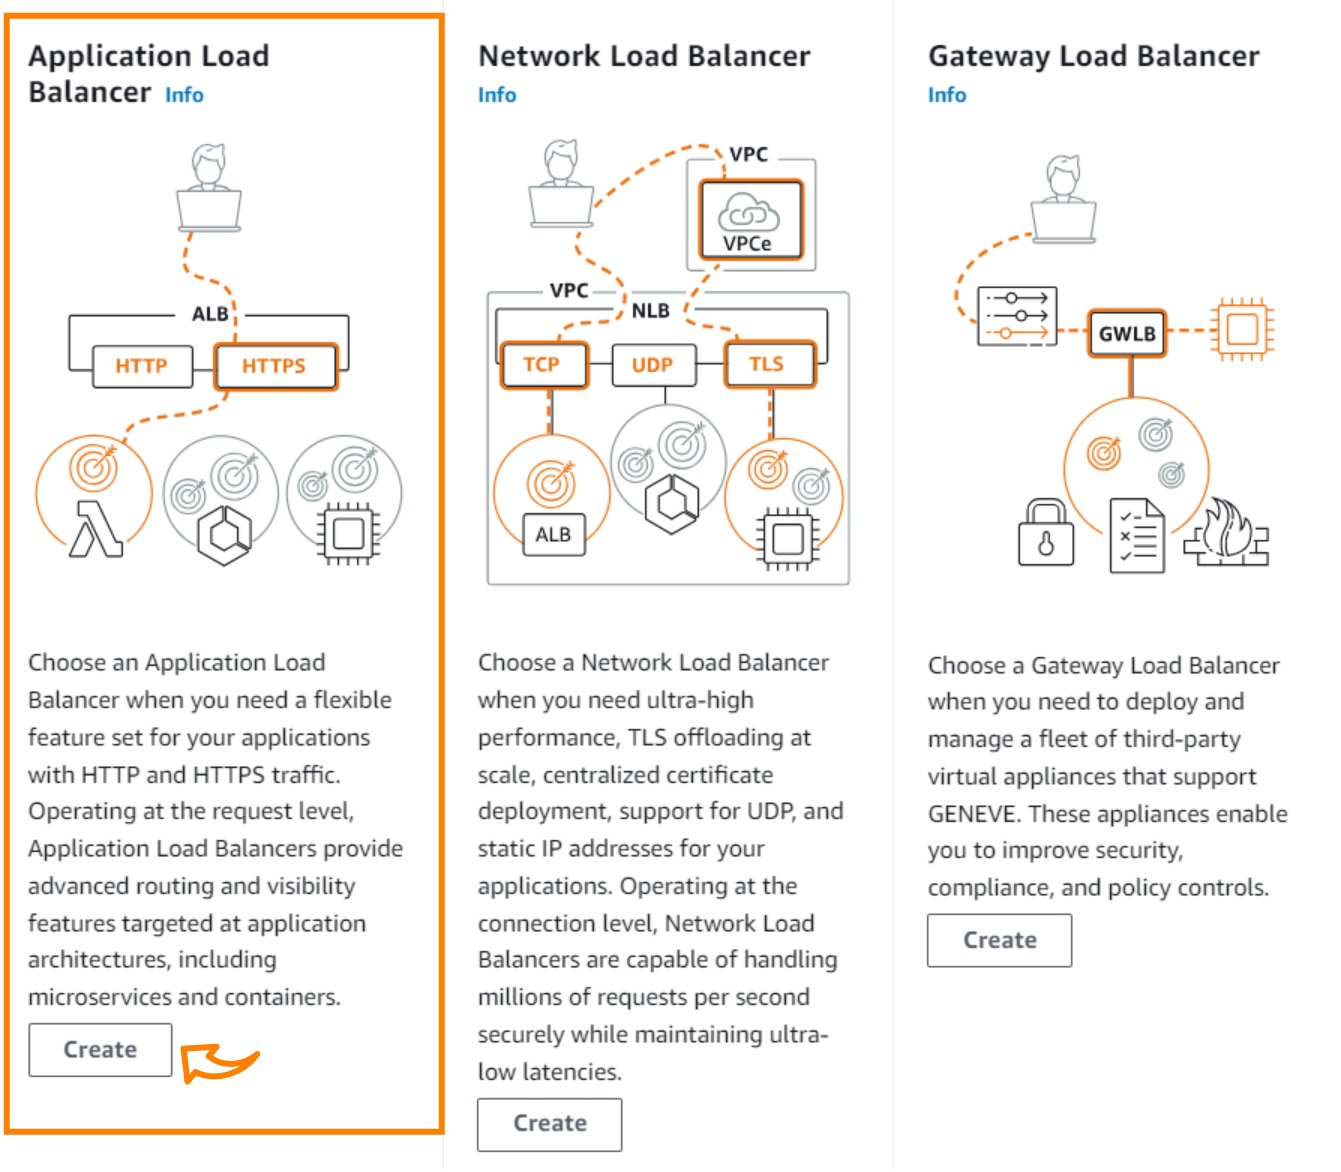 Application Load
Balancer Info
ALB
HTTP
HTTPS
Choose an Application Load
Balancer when you need a flexible
feature set for your applications
with HTTP and HTTPS traffic.
Operating at the request level,
Application Load Balancers provide
advanced routing and visibility
features targeted at application
architectures, including
microservices and containers.
Create
Network Load Balancer
Info
VPC
VPCe
VPC
NLB
TCP
UDP
TLS
ALB
Choose a Network Load Balancer
when you need ultra-high
performance, TLS offloading at
scale, centralized certificate
deployment, support for UDP, and
static IP addresses for your
applications. Operating at the
connection level, Network Load
Balancers are capable of handling
millions of requests per second
securely while maintaining ultra-
low latencies.
Create
Gateway Load Balancer
Info
GWLB
Choose a Gateway Load Balancer
when you need to deploy and
manage a fleet of third-party
virtual appliances that support
GENEVE. These appliances enable
you to improve security,
compliance, and policy controls.
Create